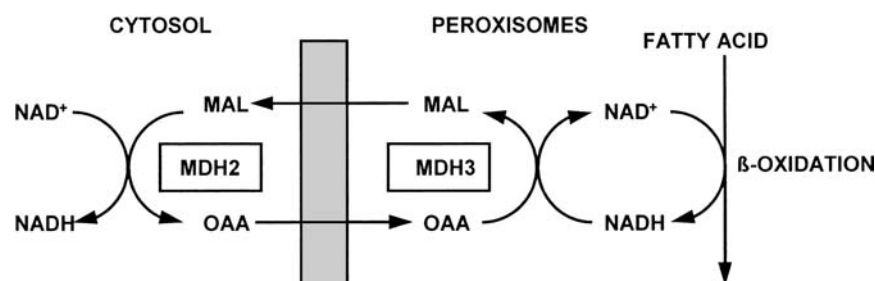 CYTOSOL PEROXISOMES
FATTY ACID
NAD⁺ MAL MAL NAD⁺
MDH2 MDH3 ß-OXIDATION
NADH OAA OAA NADH